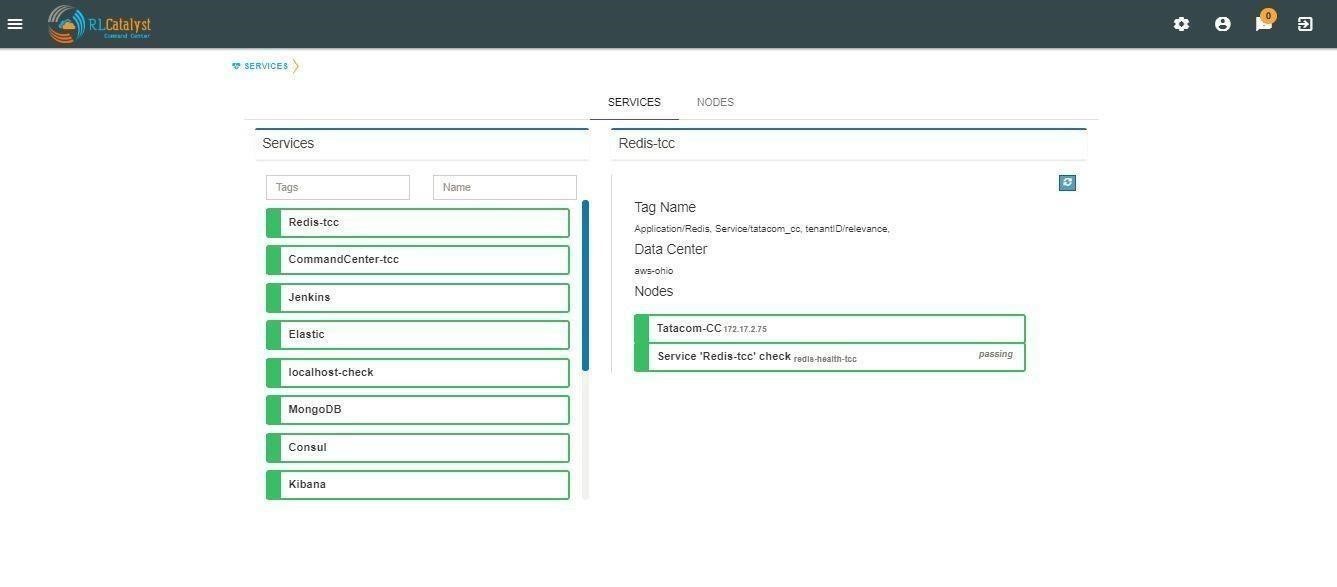 RLCatalyst
Command Center
0
SERVICES
SERVICES NODES
Services
Tags Name
Redis-tcc
CommandCenter-tcc
Jenkins
Elastic
localhost-check
MongoDB
Consul
Kibana
Redis-tcc
Tag Name
Application/Redis, Service/tatacom_cc, tenantID/relevance,
Data Center
aws-ohio
Nodes
Tatacom-CC 172.17.2.75
Service 'Redis-tcc' check redis-health-tcc passing